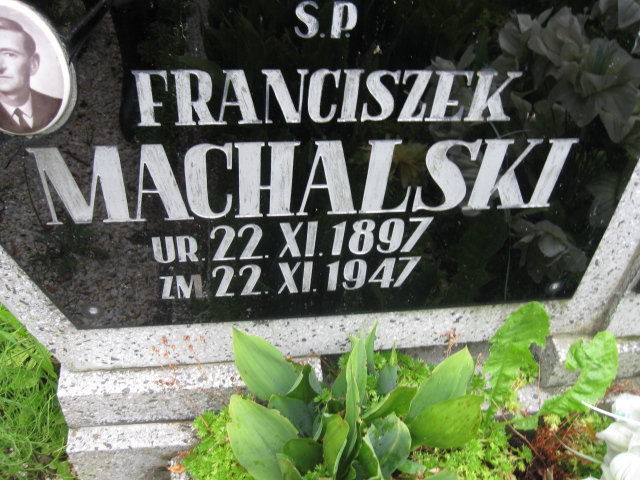 S.P.
FRANCISZEK
MACHALSKI
UR. 22. XI. 1897
ZM 22. XI. 1947